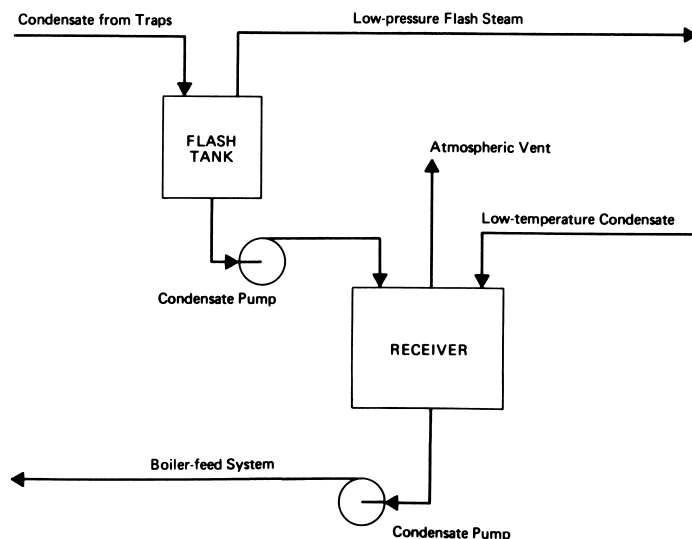 Condensate from Traps
Low-pressure Flash Steam
FLASH
TANK
Atmospheric Vent
Low-temperature Condensate
Condensate Pump
RECEIVER
Boiler-feed System
Condensate Pump